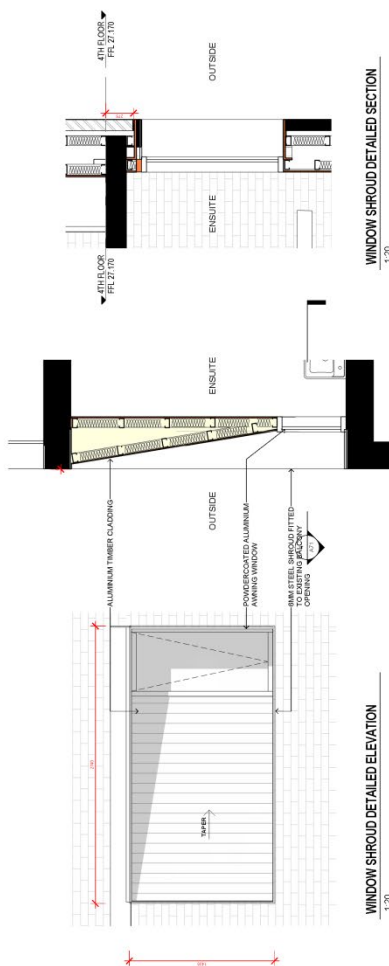 4TH FLOOR
FFL 27.170
OUTSIDE
ENSUITE
4TH FLOOR
FFL 27.170
WINDOW SHROUD DETAILED SECTION
1:20
ENSUITE
OUTSIDE
ALUMINIUM TIMBER CLADDING
POWDERCOATED ALUMINIUM
AWNING WINDOW
8MM STEEL SHROUD FITTED
TO EXISTING BALCONY
OPENING
A71
TAPER
WINDOW SHROUD DETAILED ELEVATION
1:20